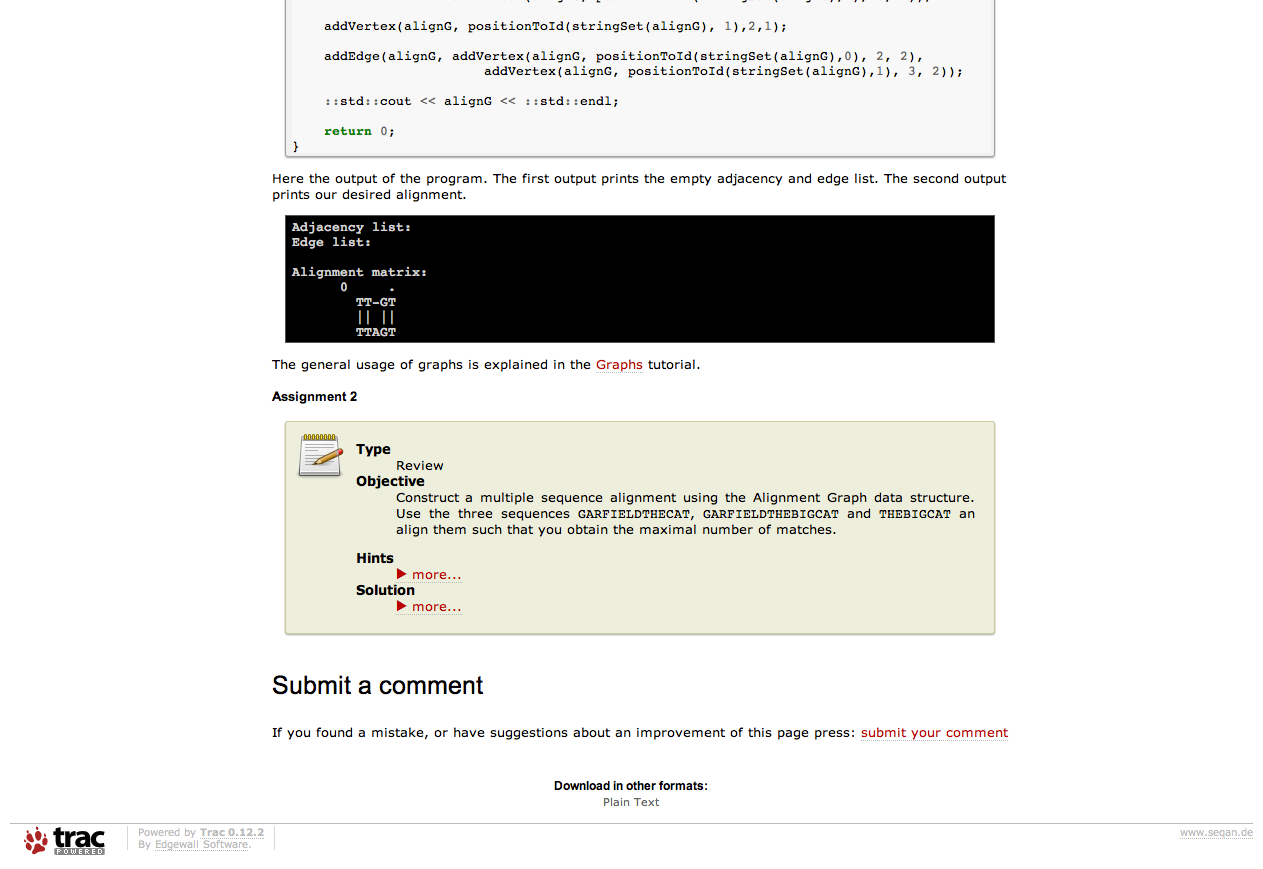 addVertex(alignG, positionToId(stringSet(alignG), 1),2,1);
addEdge(alignG, addVertex(alignG, positionToId(stringSet(alignG),0), 2, 2),
addVertex(alignG, positionToId(stringSet(alignG),1), 3, 2));
::std::cout << alignG << ::std::endl;
return 0;
}
Here the output of the program. The first output prints the empty adjacency and edge list. The second output
prints our desired alignment.
Adjacency list:
Edge list:
Alignment matrix:
0     .
TT-GT
|| ||
TTAGT
The general usage of graphs is explained in the Graphs tutorial.
Assignment 2
Type
Review
Objective
Construct a multiple sequence alignment using the Alignment Graph data structure.
Use the three sequences GARFIELDTHECAT, GARFIELDTHEBIGCAT and THEBIGCAT an
align them such that you obtain the maximal number of matches.
Hints
▶ more...
Solution
▶ more...
Submit a comment
If you found a mistake, or have suggestions about an improvement of this page press: submit your comment
Download in other formats:
Plain Text
trac
POWERED
Powered by Trac 0.12.2
By Edgewall Software.
www.seqan.de